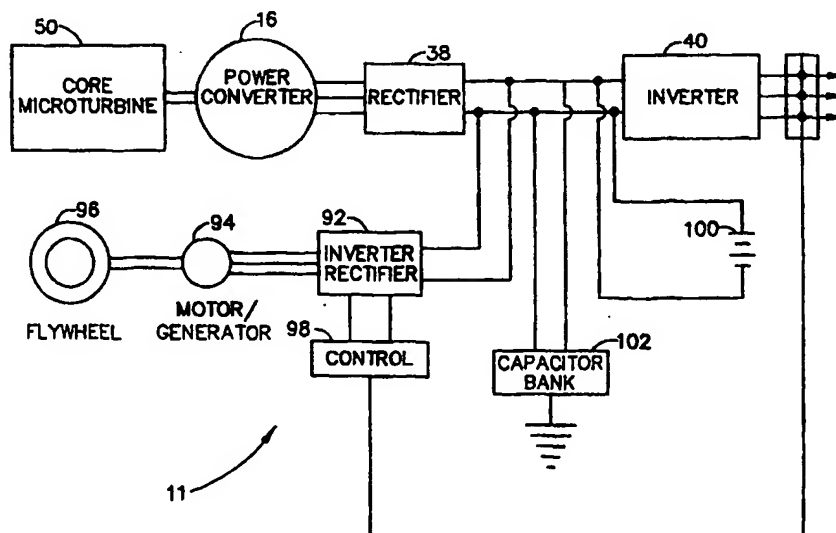 50
16
38
40
CORE
MICROTURBINE
POWER
CONVERTER
RECTIFIER
INVERTER
96
94
92
100
INVERTER
RECTIFIER
FLYWHEEL
MOTOR/
GENERATOR
98
CONTROL
102
CAPACITOR
BANK
11